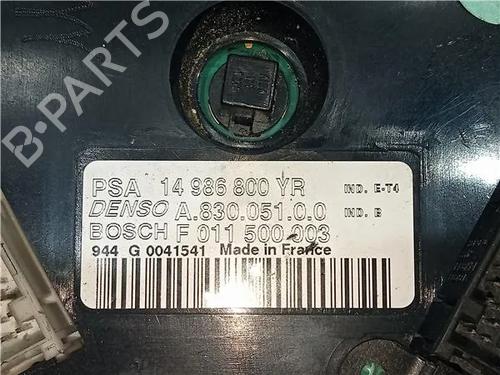 B-PARTS
PSA 14 986 800 YR IND. E-T4
DENSO A.830.051.0.0 IND. B
BOSCH F 011 500 003
944 G 0041541 Made in France